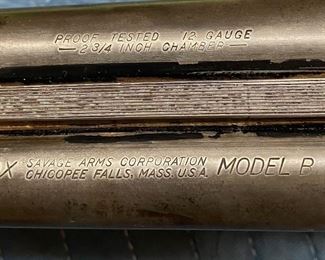 PROOF TESTED 12 GAUGE
—2 3/4 INCH CHAMBER—
X SAVAGE ARMS CORPORATION MODEL B
CHICOPEE FALLS, MASS. U.S.A.